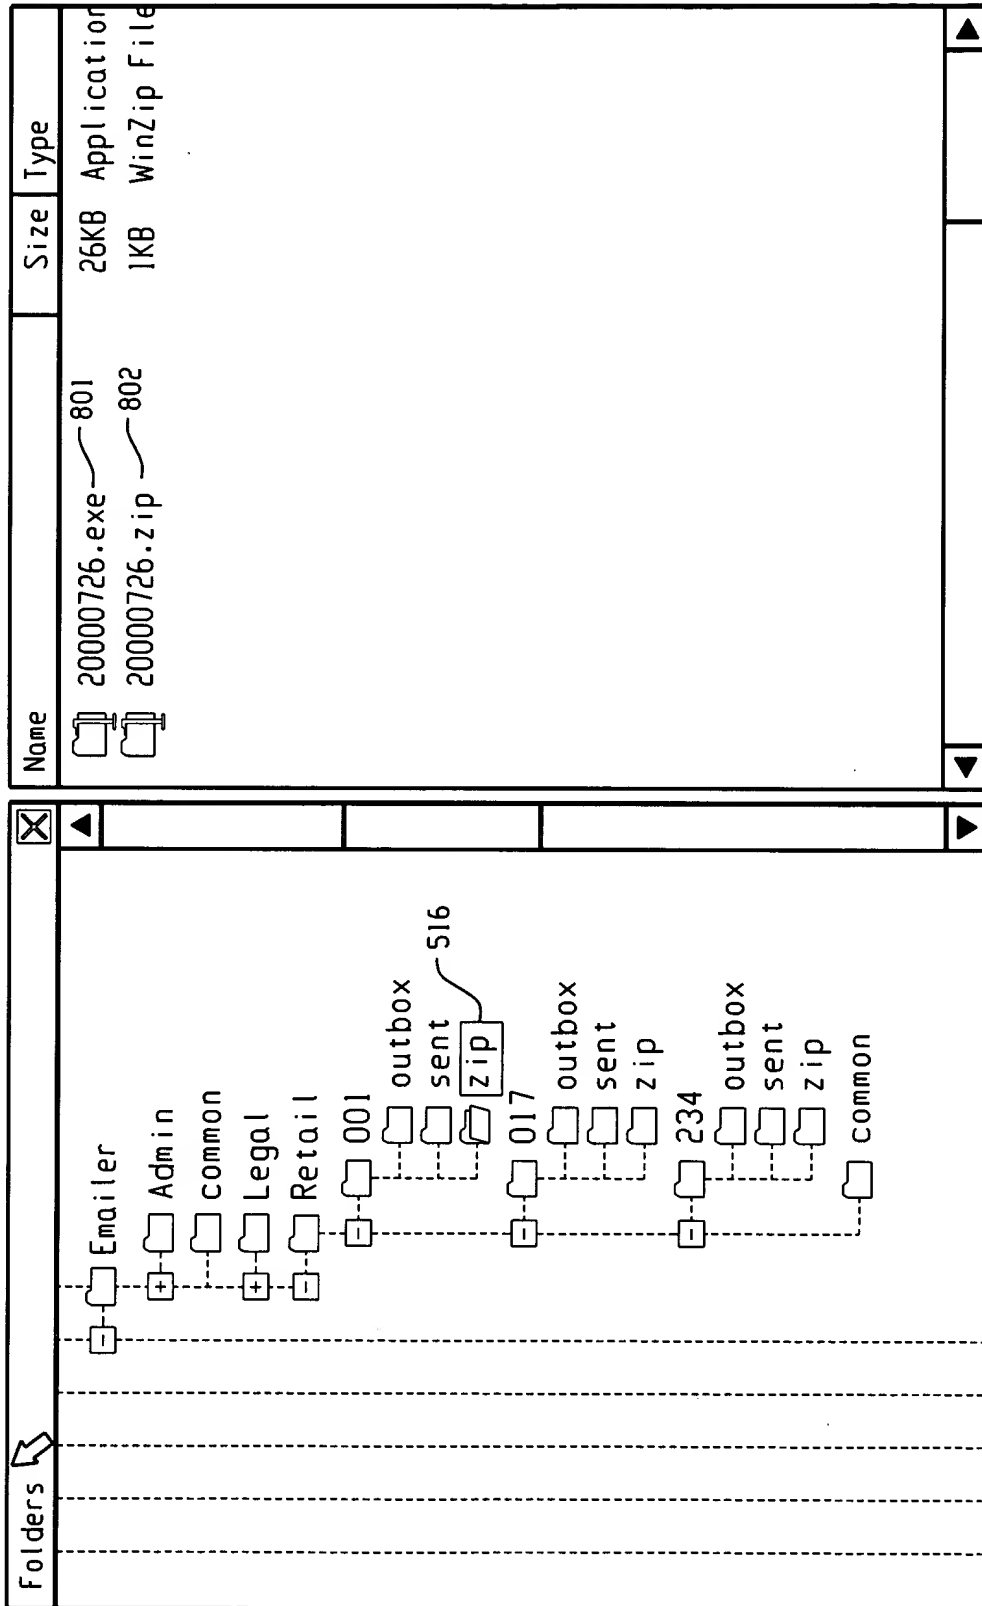 Folders
Emailer
Admin
common
Legal
Retail
001
outbox
sent
zip 516
017
outbox
sent
zip
234
outbox
sent
zip
common
Name Size Type
20000726.exe 801 26KB Application
20000726.zip 802 1KB WinZip File